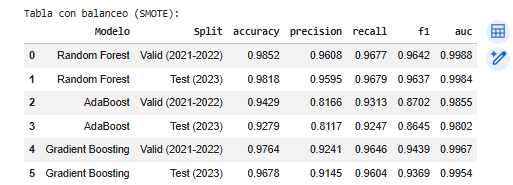 Tabla con balanceo (SMOTE):
Modelo Split accuracy precision recall f1 auc
0 Random Forest Valid (2021-2022) 0.9852 0.9608 0.9677 0.9642 0.9988
1 Random Forest Test (2023) 0.9818 0.9595 0.9679 0.9637 0.9984
2 AdaBoost Valid (2021-2022) 0.9429 0.8166 0.9313 0.8702 0.9855
3 AdaBoost Test (2023) 0.9279 0.8117 0.9247 0.8645 0.9802
4 Gradient Boosting Valid (2021-2022) 0.9764 0.9241 0.9646 0.9439 0.9967
5 Gradient Boosting Test (2023) 0.9678 0.9145 0.9604 0.9369 0.9954